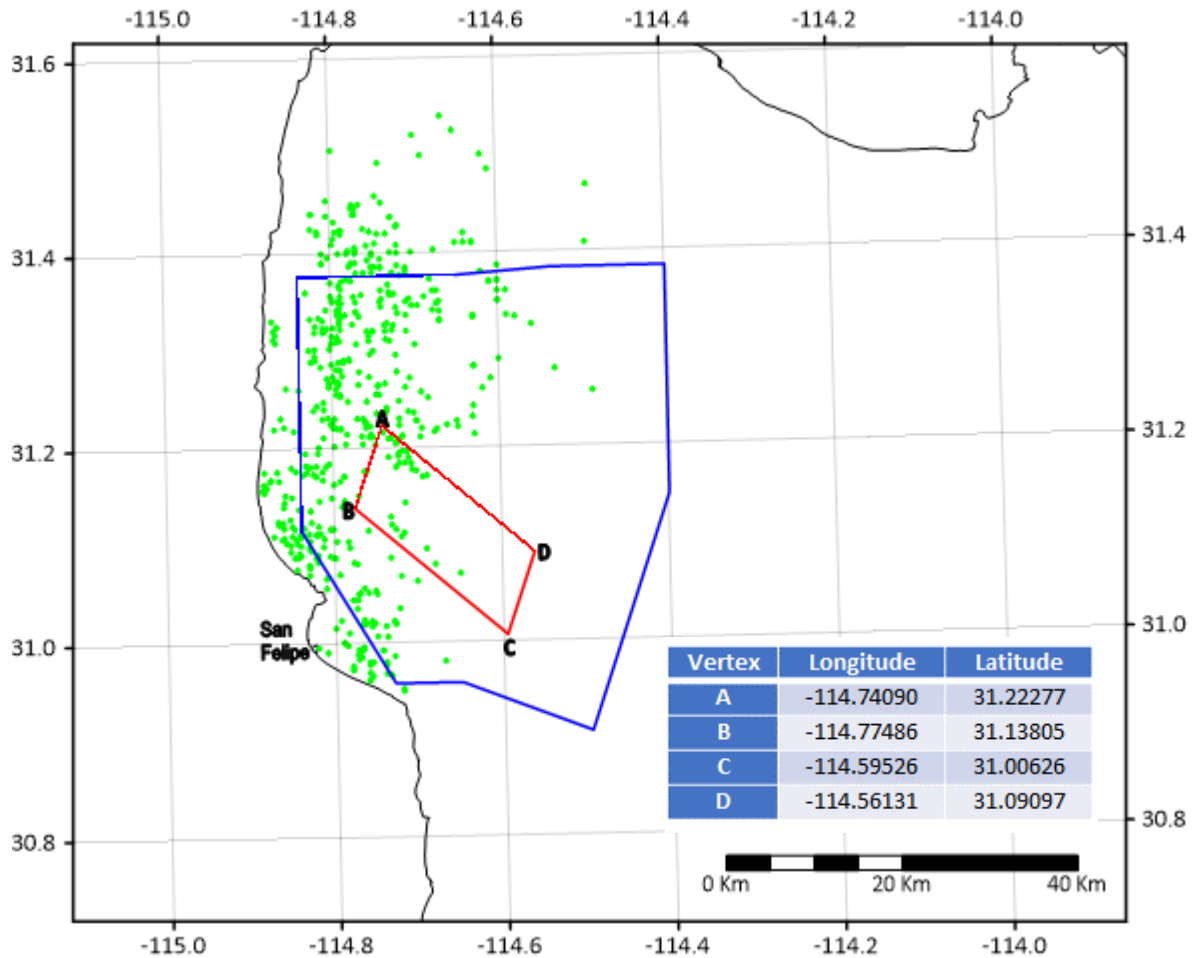 -115.0 -114.8 -114.6 -114.4 -114.2 -114.0
31.6
31.4 31.4
A
31.2 31.2
B
D
San
Felipe
31.0 31.0
C
Vertex Longitude Latitude
A -114.74090 31.22277
B -114.77486 31.13805
C -114.59526 31.00626
D -114.56131 31.09097
30.8 30.8
0 Km 20 Km 40 Km
-115.0 -114.8 -114.6 -114.4 -114.2 -114.0